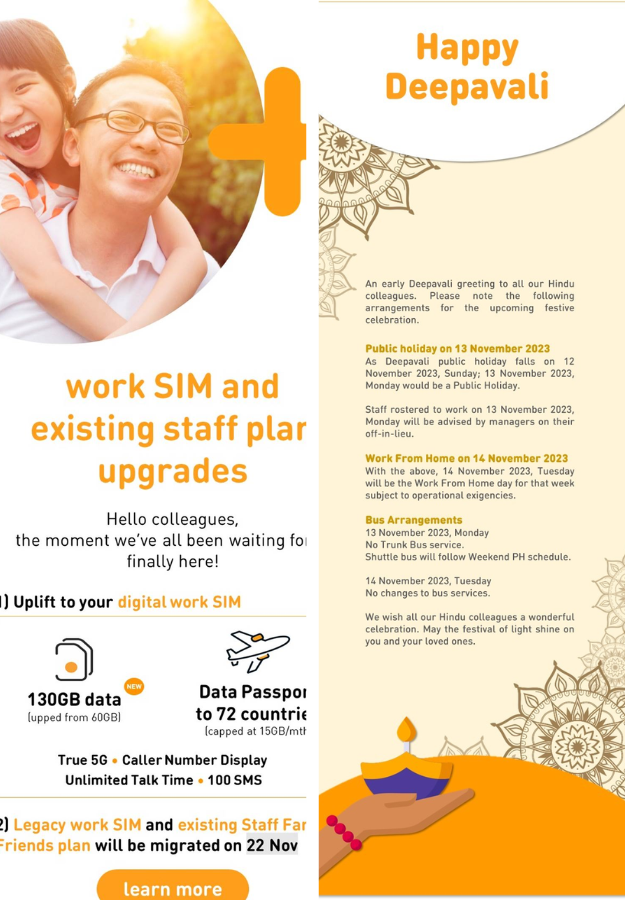 work SIM and
existing staff plan
upgrades
Hello colleagues,
the moment we've all been waiting for
finally here!
1) Uplift to your digital work SIM
NEW
130GB data
(upped from 60GB)
Data Passport
to 72 countries
(capped at 15GB/mth
True 5G • Caller Number Display
Unlimited Talk Time • 100 SMS
2) Legacy work SIM and existing Staff Fa
Friends plan will be migrated on 22 Nov
learn more
Happy
Deepavali
An early Deepavali greeting to all our Hindu
colleagues. Please note the following
arrangements for the upcoming festive
celebration.
Public holiday on 13 November 2023
As Deepavali public holiday falls on 12
November 2023, Sunday; 13 November 2023,
Monday would be a Public Holiday.
Staff rostered to work on 13 November 2023,
Monday will be advised by managers on their
off-in-lieu.
Work From Home on 14 November 2023
With the above, 14 November 2023, Tuesday
will be the Work From Home day for that week
subject to operational exigencies.
Bus Arrangements
13 November 2023, Monday
No Trunk Bus service.
Shuttle bus will follow Weekend PH schedule.
14 November 2023, Tuesday
No changes to bus services.
We wish all our Hindu colleagues a wonderful
celebration. May the festival of light shine on
you and your loved ones.